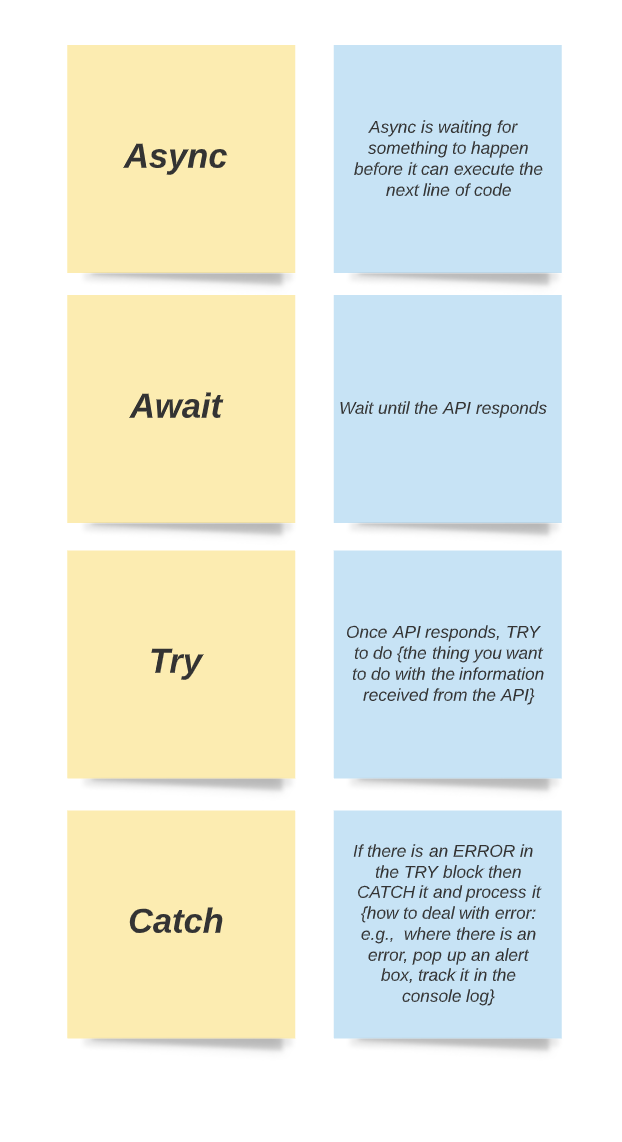 Async
Async is waiting for
something to happen
before it can execute the
next line of code
Await
Wait until the API responds
Try
Once API responds, TRY
to do {the thing you want
to do with the information
received from the API}
Catch
If there is an ERROR in
the TRY block then
CATCH it and process it
{how to deal with error:
e.g.,  where there is an
error, pop up an alert
box, track it in the
console log}